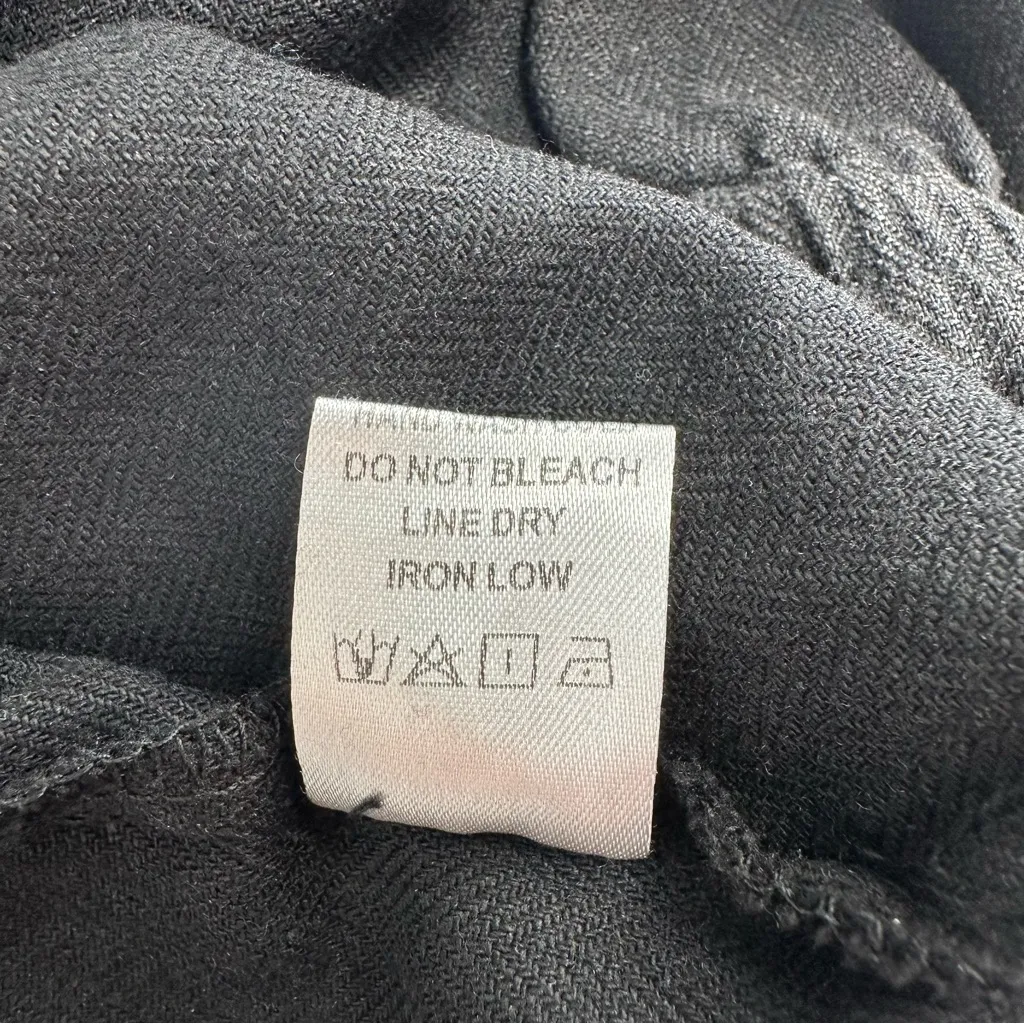 DO NOT BLEACH
LINE DRY
IRON LOW